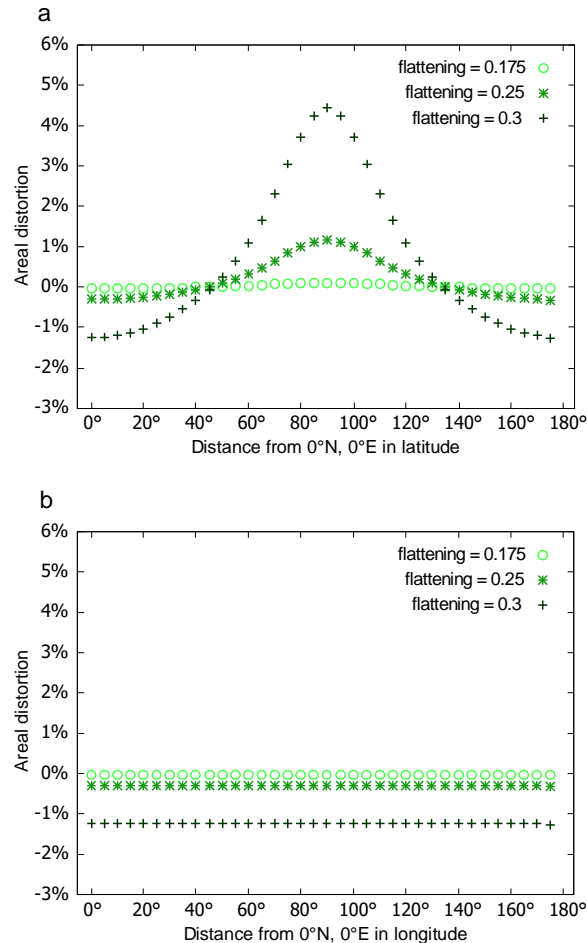 a
6%
5%
4%
3%
2%
1%
0%
-1%
-2%
-3%
Areal distortion
flattening = 0.175
flattening = 0.25
flattening = 0.3
0° 20° 40° 60° 80° 100° 120° 140° 160° 180°
Distance from 0°N, 0°E in latitude
b
6%
5%
4%
3%
2%
1%
0%
-1%
-2%
-3%
Areal distortion
flattening = 0.175
flattening = 0.25
flattening = 0.3
0° 20° 40° 60° 80° 100° 120° 140° 160° 180°
Distance from 0°N, 0°E in longitude